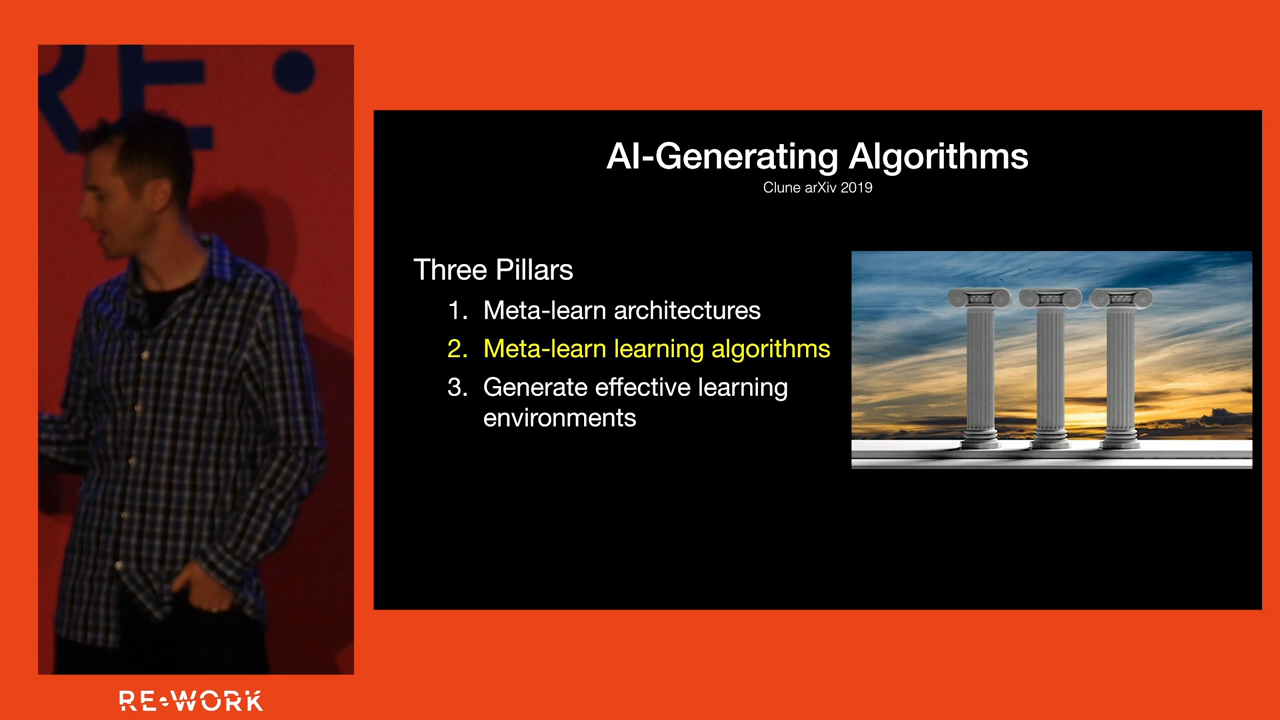 RE•
AI-Generating Algorithms
Clune arXiv 2019
Three Pillars
1. Meta-learn architectures
2. Meta-learn learning algorithms
3. Generate effective learning
environments
RE•WORK